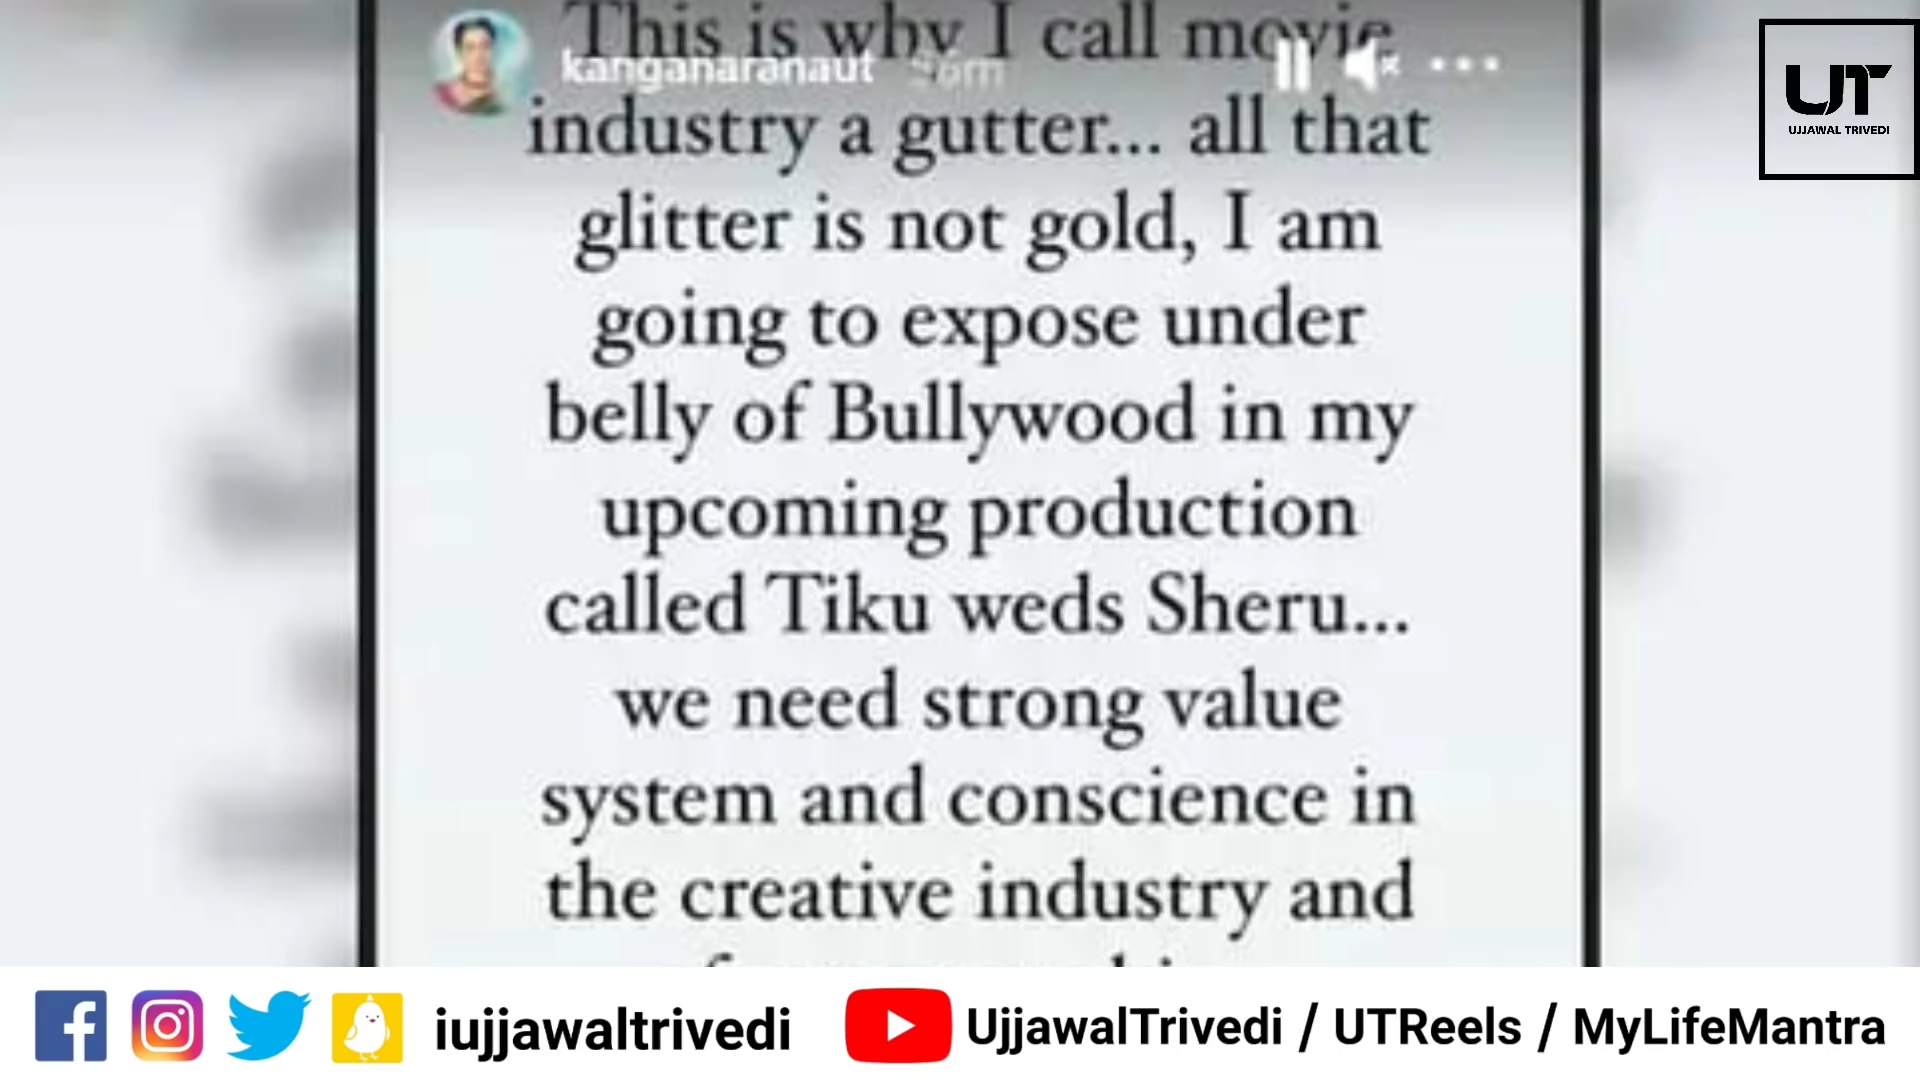 This is why I call movie
kanganaranaut
industry a gutter... all that
glitter is not gold, I am
going to expose under
belly of Bullywood in my
upcoming production
called Tiku weds Sheru...
we need strong value
system and conscience in
the creative industry and
UT
UJJAWAL TRIVEDI
iujjawaltrivedi
UjjawalTrivedi / UTReels / MyLifeMantra